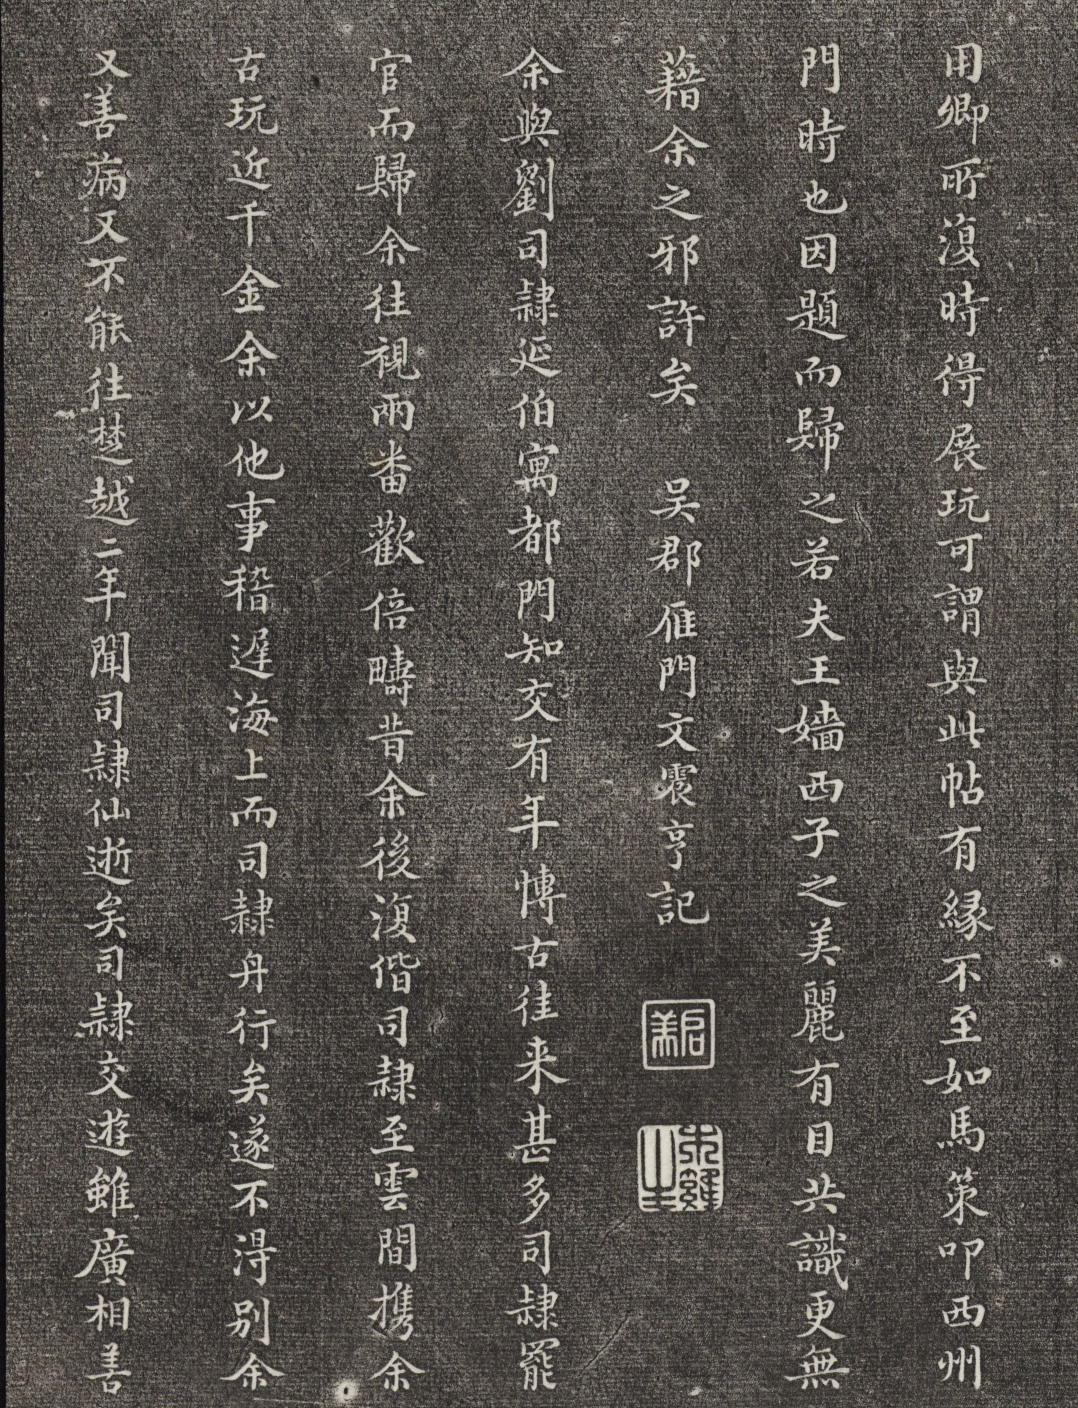 用卿所復時得展玩可謂與此帖有緣不至如馬策叩西州
門時也因題而歸之若夫王嬙西子之美麗有目共識更無
藉余之邪許矣 吳郡雁門文震亨記
余與劉司隸延伯寓都門知交有年博古往来甚多司隸罷
官而歸余往視兩番歡倍疇昔余後復偕司隸至雲間攜余
古玩近千金余以他事稽遲海上而司隸舟行矣遂不得別余
又善病又不能往楚越二年聞司隸仙逝矣司隸交遊雖廣相善